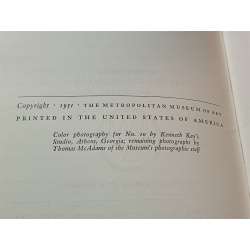 Copyright · 1951 · THE METROPOLITAN MUSEUM OF ART
PRINTED IN THE UNITED STATES OF AMERICA
Color photography for No. 10 by Kenneth Kay's
Studio, Athens, Georgia; remaining photographs by
Thomas McAdams of the Museum's photographic staff